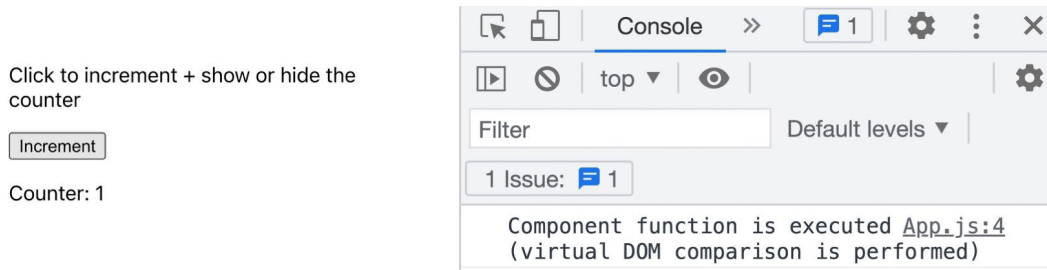 Click to increment + show or hide the
counter
Increment
Counter: 1
Console
1
top
Filter
Default levels
1 Issue: 1
Component function is executed App.js:4
(virtual DOM comparison is performed)